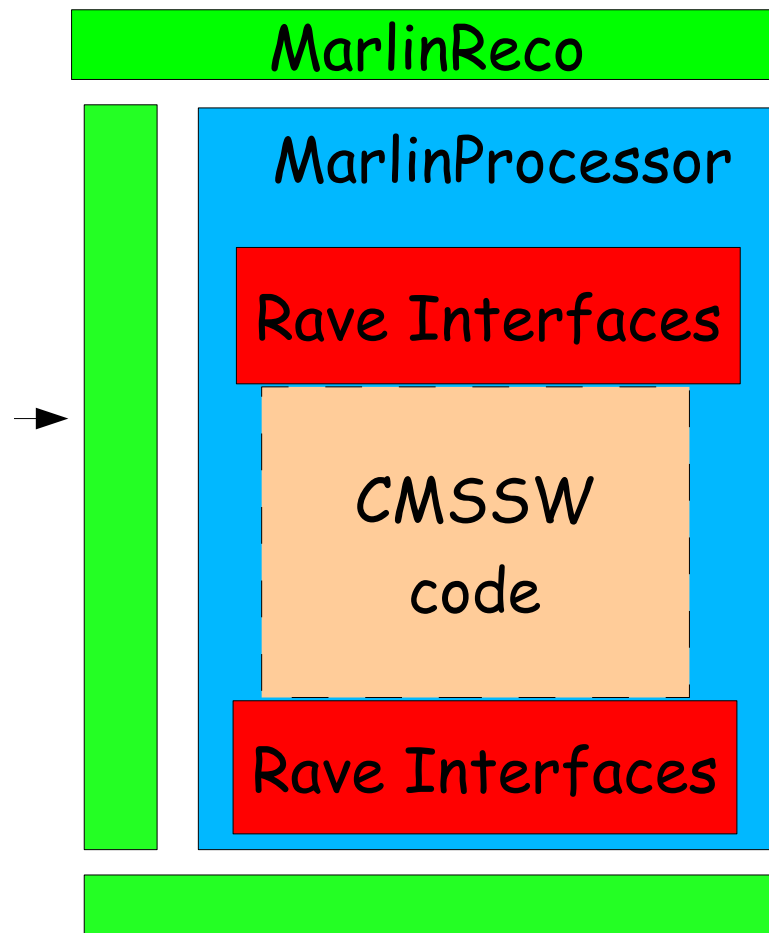 MarlinReco
MarlinProcessor
Rave Interfaces
CMSSW
code
Rave Interfaces